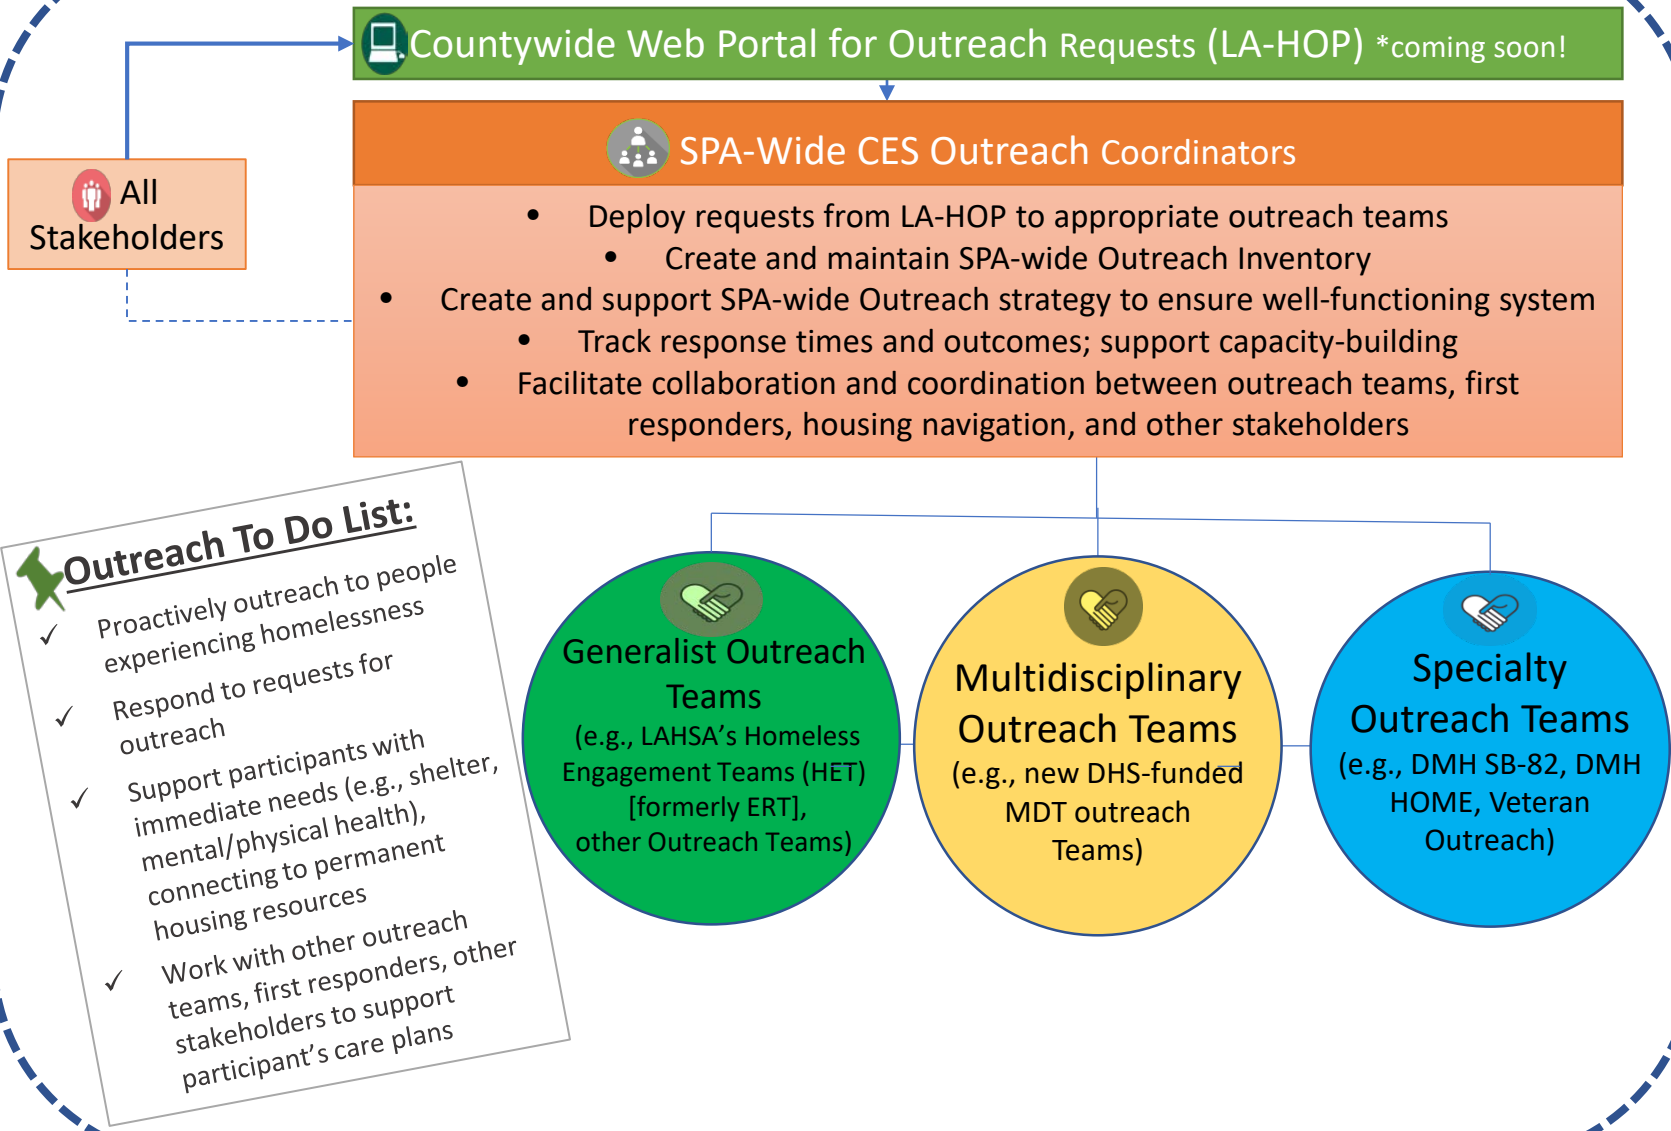 Countywide Web Portal for Outreach Requests (LA-HOP) *coming soon!
All
Stakeholders
SPA-Wide CES Outreach Coordinators
• Deploy requests from LA-HOP to appropriate outreach teams
• Create and maintain SPA-wide Outreach Inventory
• Create and support SPA-wide Outreach strategy to ensure well-functioning system
• Track response times and outcomes; support capacity-building
• Facilitate collaboration and coordination between outreach teams, first
responders, housing navigation, and other stakeholders
Outreach To Do List:
✓ Proactively outreach to people
experiencing homelessness
✓ Respond to requests for
outreach
✓ Support participants with
immediate needs (e.g., shelter,
mental/physical health),
connecting to permanent
housing resources
✓ Work with other outreach
teams, first responders, other
stakeholders to support
participant's care plans
Generalist Outreach
Teams
(e.g., LAHSA's Homeless
Engagement Teams (HET)
[formerly ERT],
other Outreach Teams)
Multidisciplinary
Outreach Teams
(e.g., new DHS-funded
MDT outreach
Teams)
Specialty
Outreach Teams
(e.g., DMH SB-82, DMH
HOME, Veteran
Outreach)